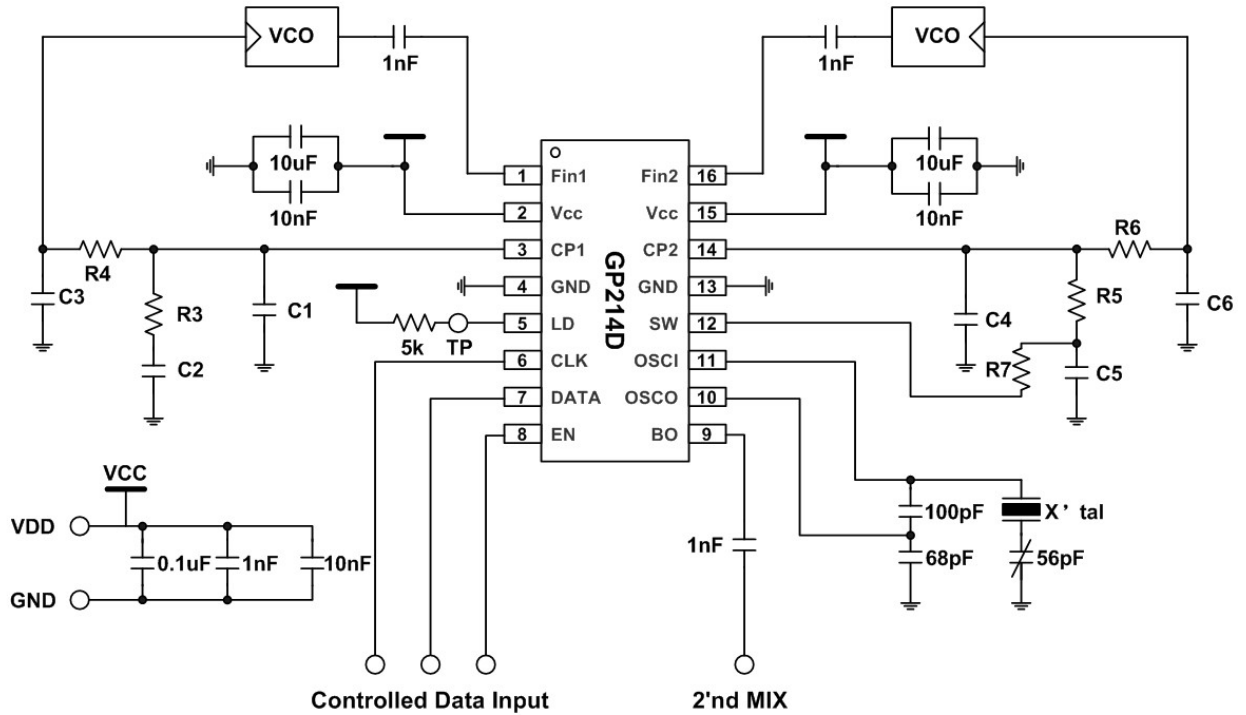 VCO
1nF
1nF
VCO
10uF
10nF
10uF
10nF
GP214D
1 Fin1
2 Vcc
3 CP1
4 GND
5 LD
6 CLK
7 DATA
8 EN
Fin2 16
Vcc 15
CP2 14
GND 13
SW 12
OSCI 11
OSCO 10
BO 9
R4
C3
R3
C2
C1
5k
TP
R6
R5
C4
C6
R7
C5
VCC
VDD
GND
0.1uF
1nF
10nF
1nF
100pF
68pF
X’ tal
56pF
Controlled Data Input
2'nd MIX